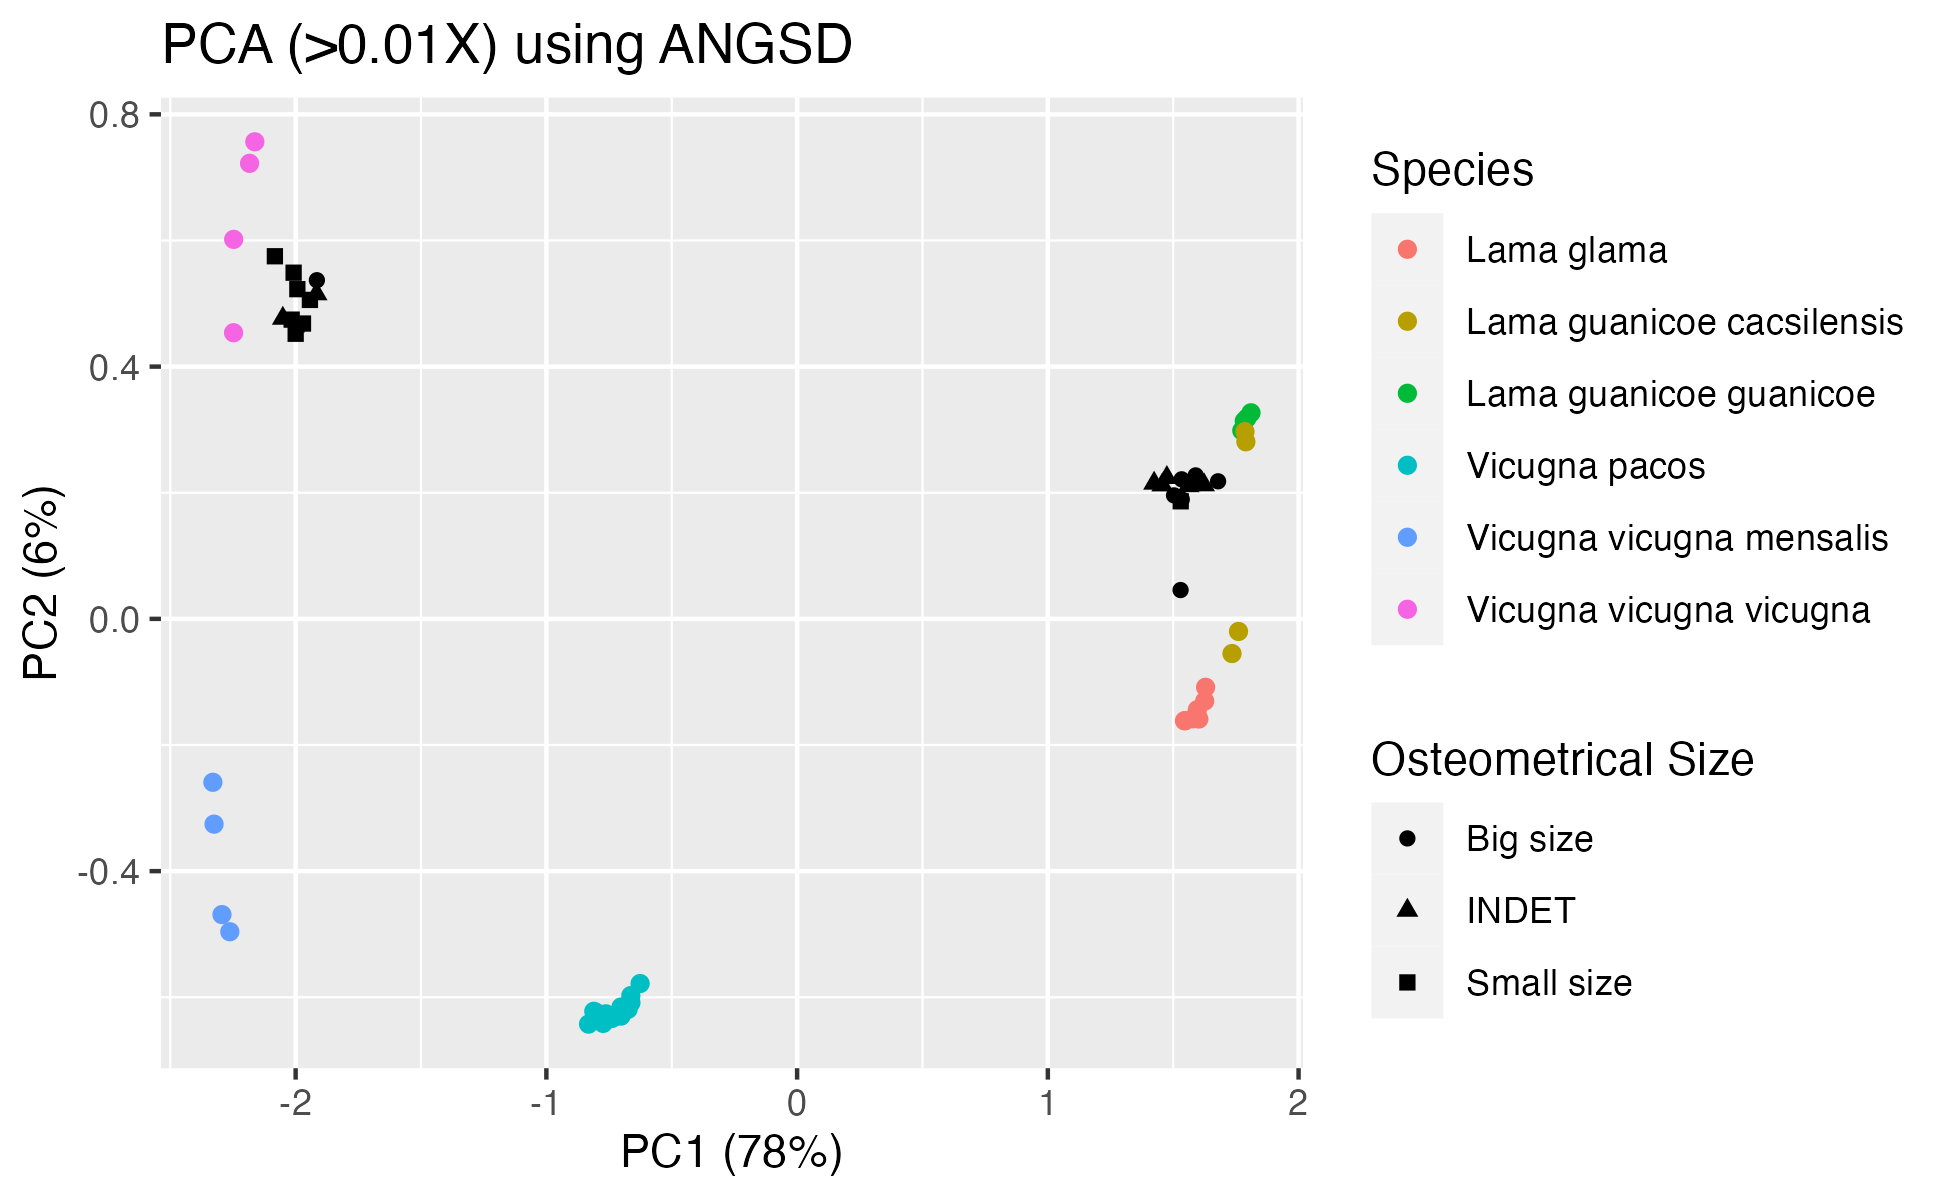 PCA (>0.01X) using ANGSD
0.8
0.4
0.0
-0.4
PC2 (6%)
-2
-1
0
1
2
PC1 (78%)
Species
Lama glama
Lama guanicoe cacsilensis
Lama guanicoe guanicoe
Vicugna pacos
Vicugna vicugna mensalis
Vicugna vicugna vicugna
Osteometrical Size
Big size
INDET
Small size